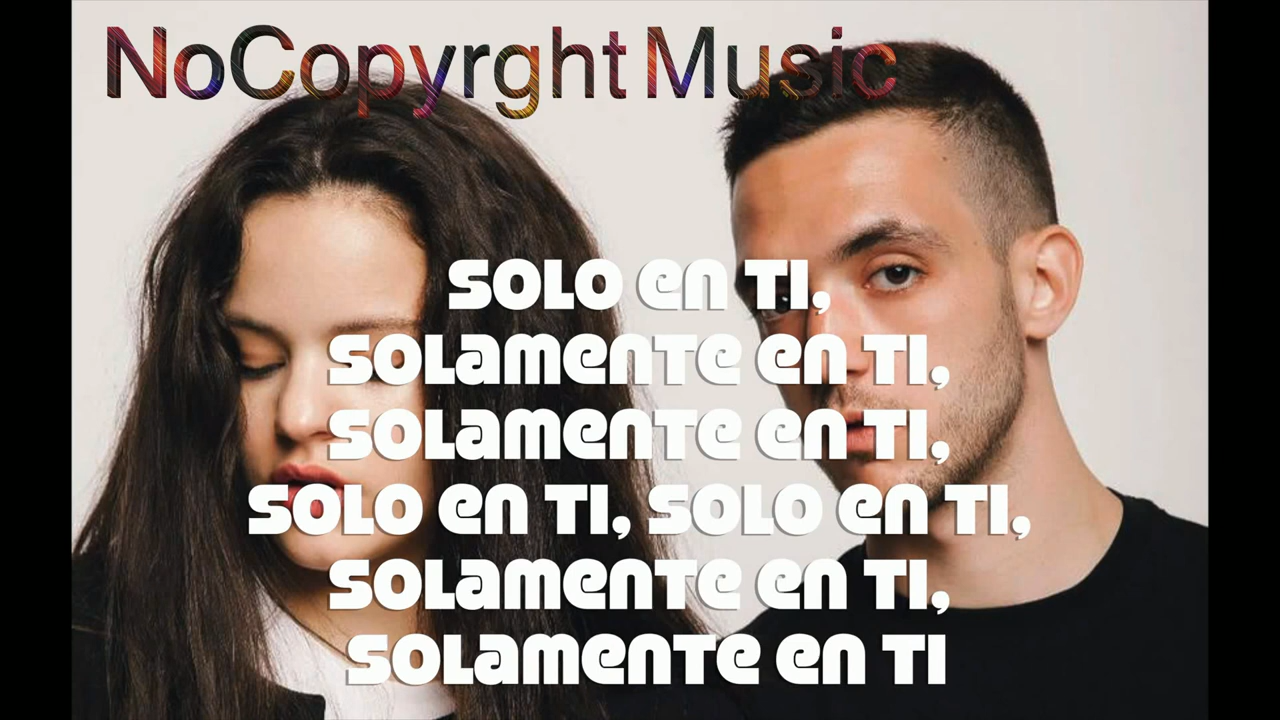 NoCopyrght Music
SOLO en TI,
SOLamenTe en TI,
SOLamenTe en TI,
SOLO en TI, SOLO en TI,
SOLamenTe en TI,
SOLamenTe en TI